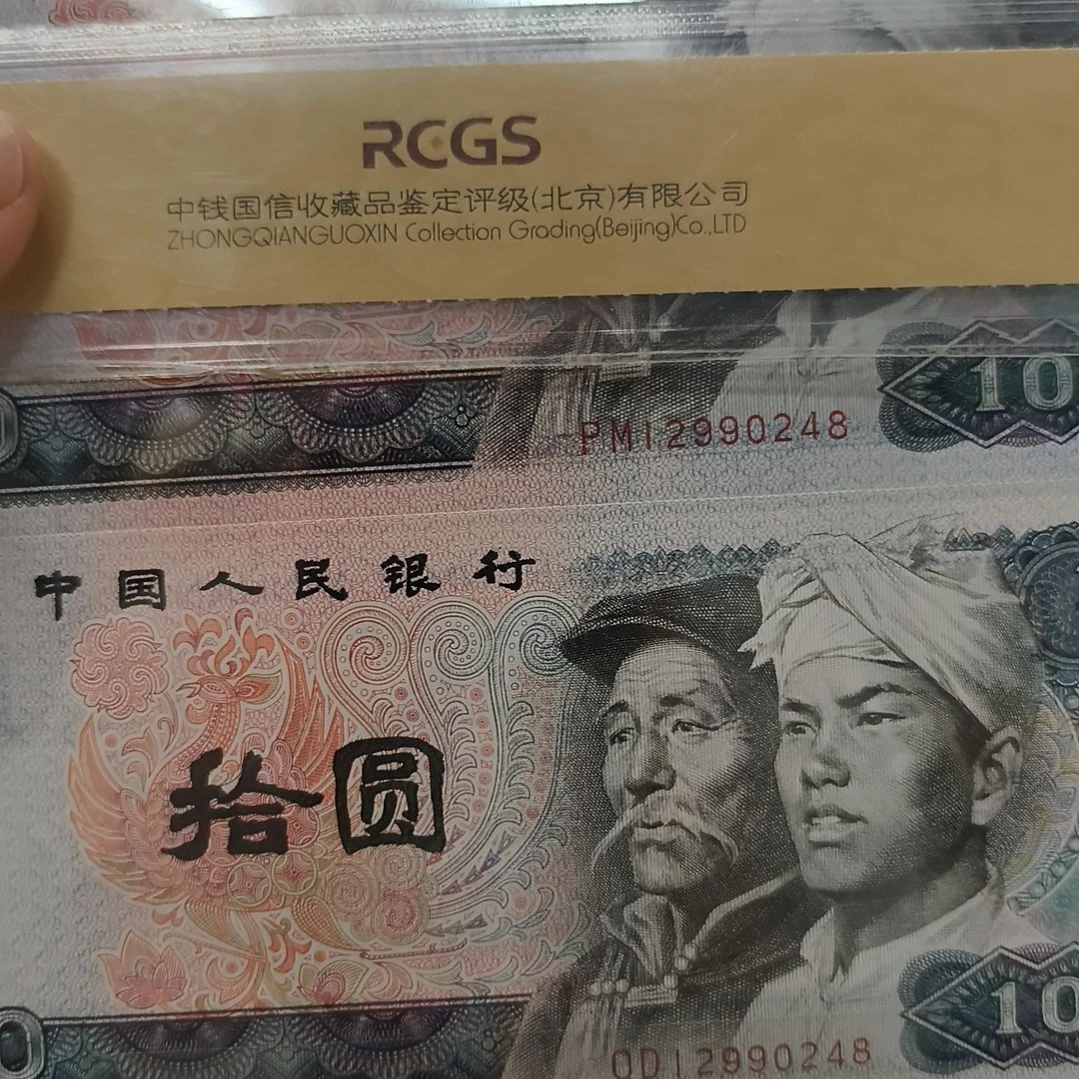 RCGS
中钱国信收藏品鉴定评级(北京)有限公司
ZHONGQIANGUOXIN Collection Grading(Beijing)Co.,LTD
10
PM12990248
中国人民银行
拾圆
10
OD12990248